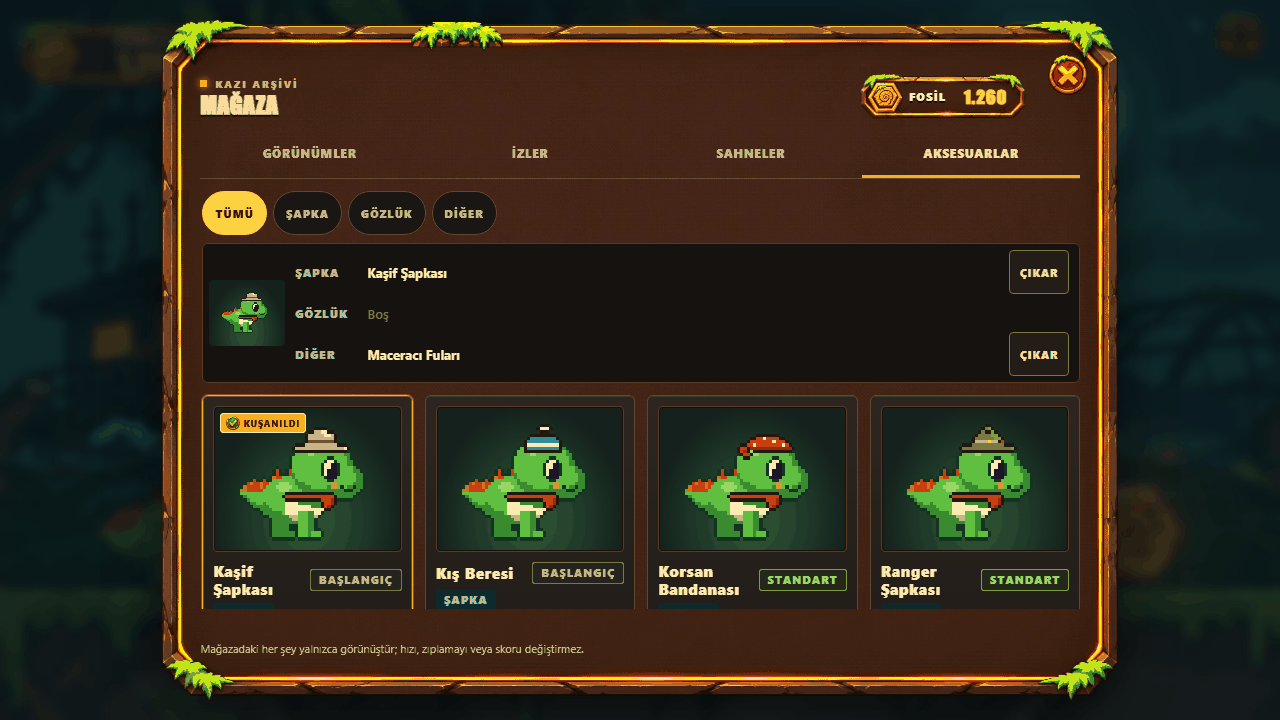 KAZI ARŞİVİ
MAĞAZA
FOSİL 1.260
GÖRÜNÜMLER İZLER SAHNELER AKSESUARLAR
TÜMÜ ŞAPKA GÖZLÜK DİĞER
ŞAPKA Kaşif Şapkası ÇIKAR
GÖZLÜK Boş
DİĞER Maceracı Fuları ÇIKAR
KUŞANILDI
Kaşif Şapkası BAŞLANGIÇ
Kış Beresi BAŞLANGIÇ
ŞAPKA
Korsan Bandanası STANDART
Ranger Şapkası STANDART
Mağazadaki her şey yalnızca görünüştür; hızı, zıplamayı veya skoru değiştirmez.